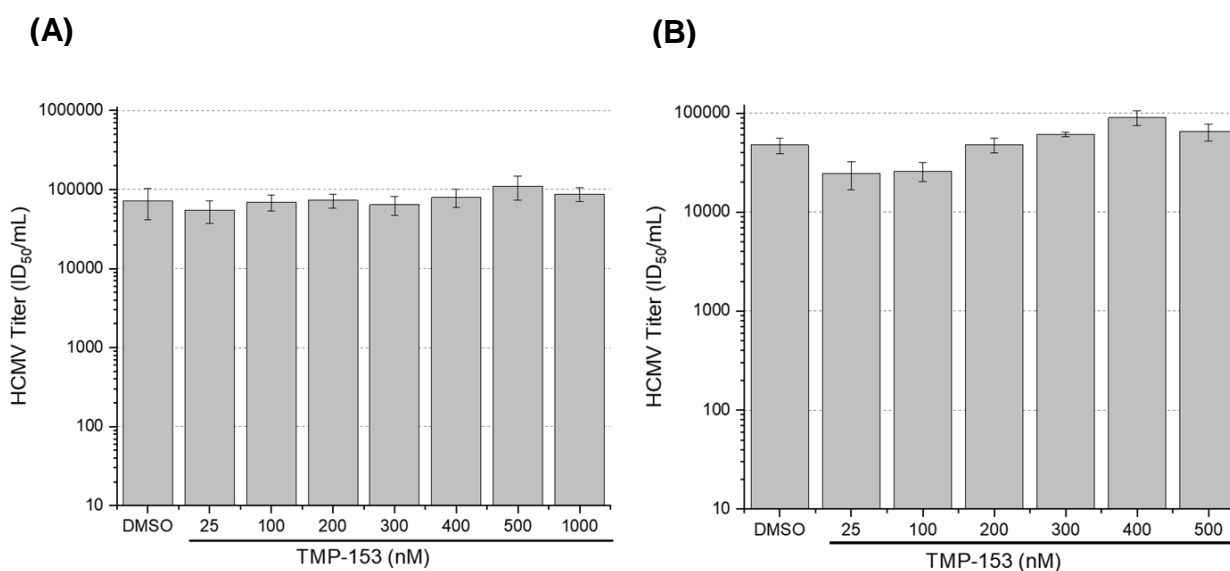 (A)
1000000
100000
10000
1000
100
10
HCMV Titer (ID50/mL)
DMSO 25 100 200 300 400 500 1000
TMP-153 (nM)
(B)
100000
10000
1000
100
10
HCMV Titer (ID50/mL)
DMSO 25 100 200 300 400 500
TMP-153 (nM)